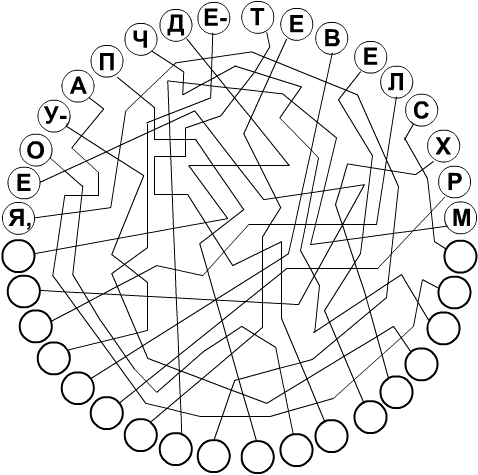 Я, Е О У- А П Ч Д Е- Т Е В Е Л С Х Р М